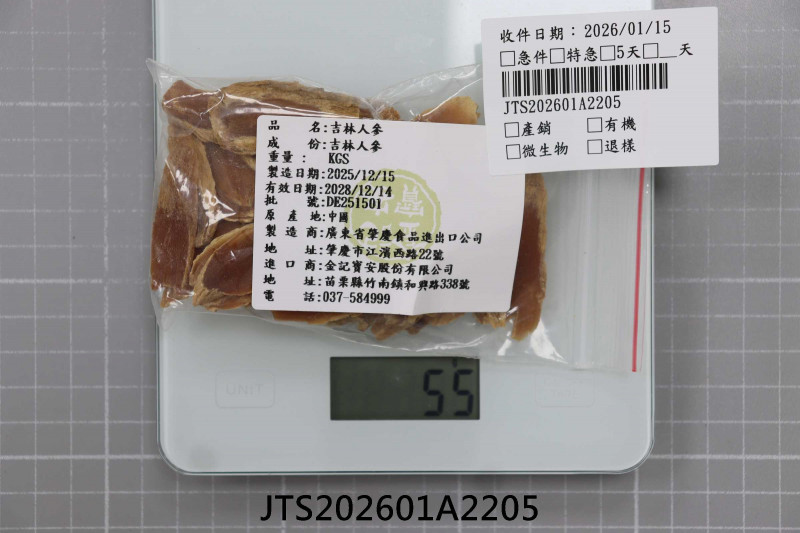 收件日期：2026/01/15
□急件□特急□5天□__天
JTS202601A2205
□產銷 □有機
□微生物 □退樣
品 名:吉林人參
成 份:吉林人參
重量： KGS
製造日期:2025/12/15
有效日期:2028/12/14
批 號:DE251501
原 產 地:中國
製 造 商:廣東省肇慶食品進出口公司
地 址:肇慶市江濱西路22號
進 口 商:金記寶安股份有限公司
地 址:苗栗縣竹南鎮和興路338號
電 話:037-584999
UNIT
55
JTS202601A2205